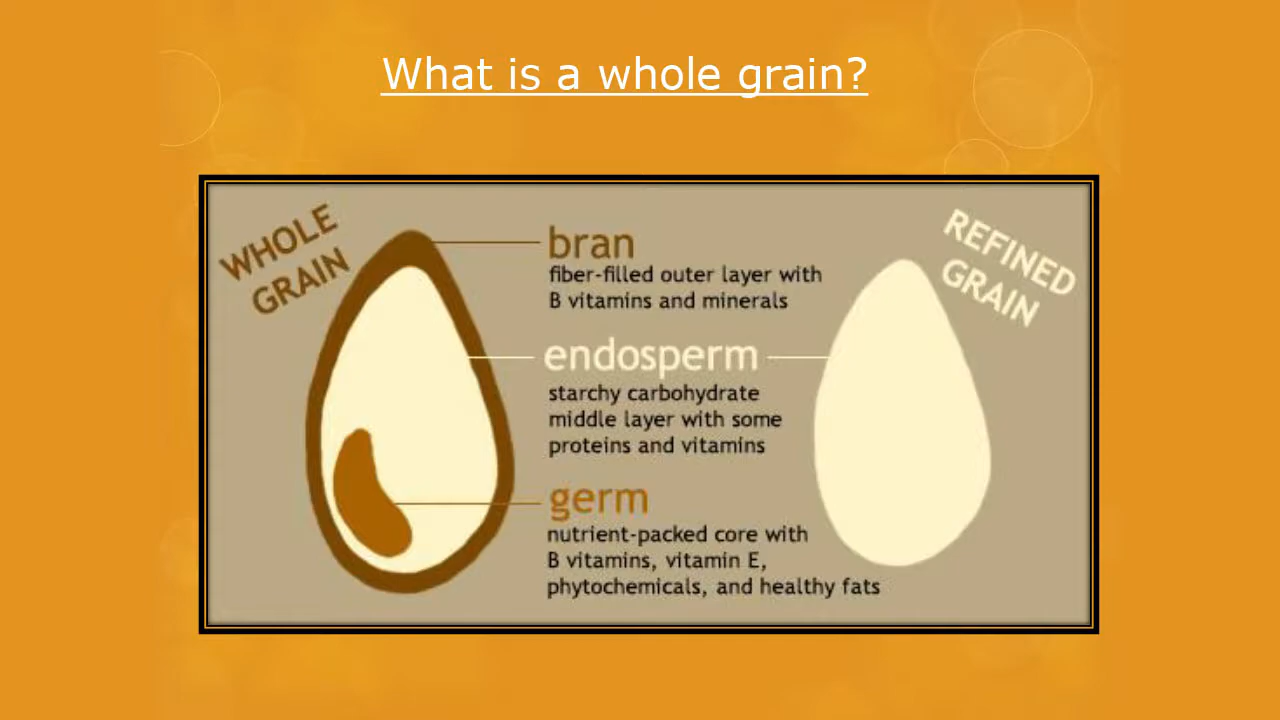 What is a whole grain?
WHOLE
GRAIN
bran
fiber-filled outer layer with
B vitamins and minerals
endosperm
starchy carbohydrate
middle layer with some
proteins and vitamins
germ
nutrient-packed core with
B vitamins, vitamin E,
phytochemicals, and healthy fats
REFINED
GRAIN